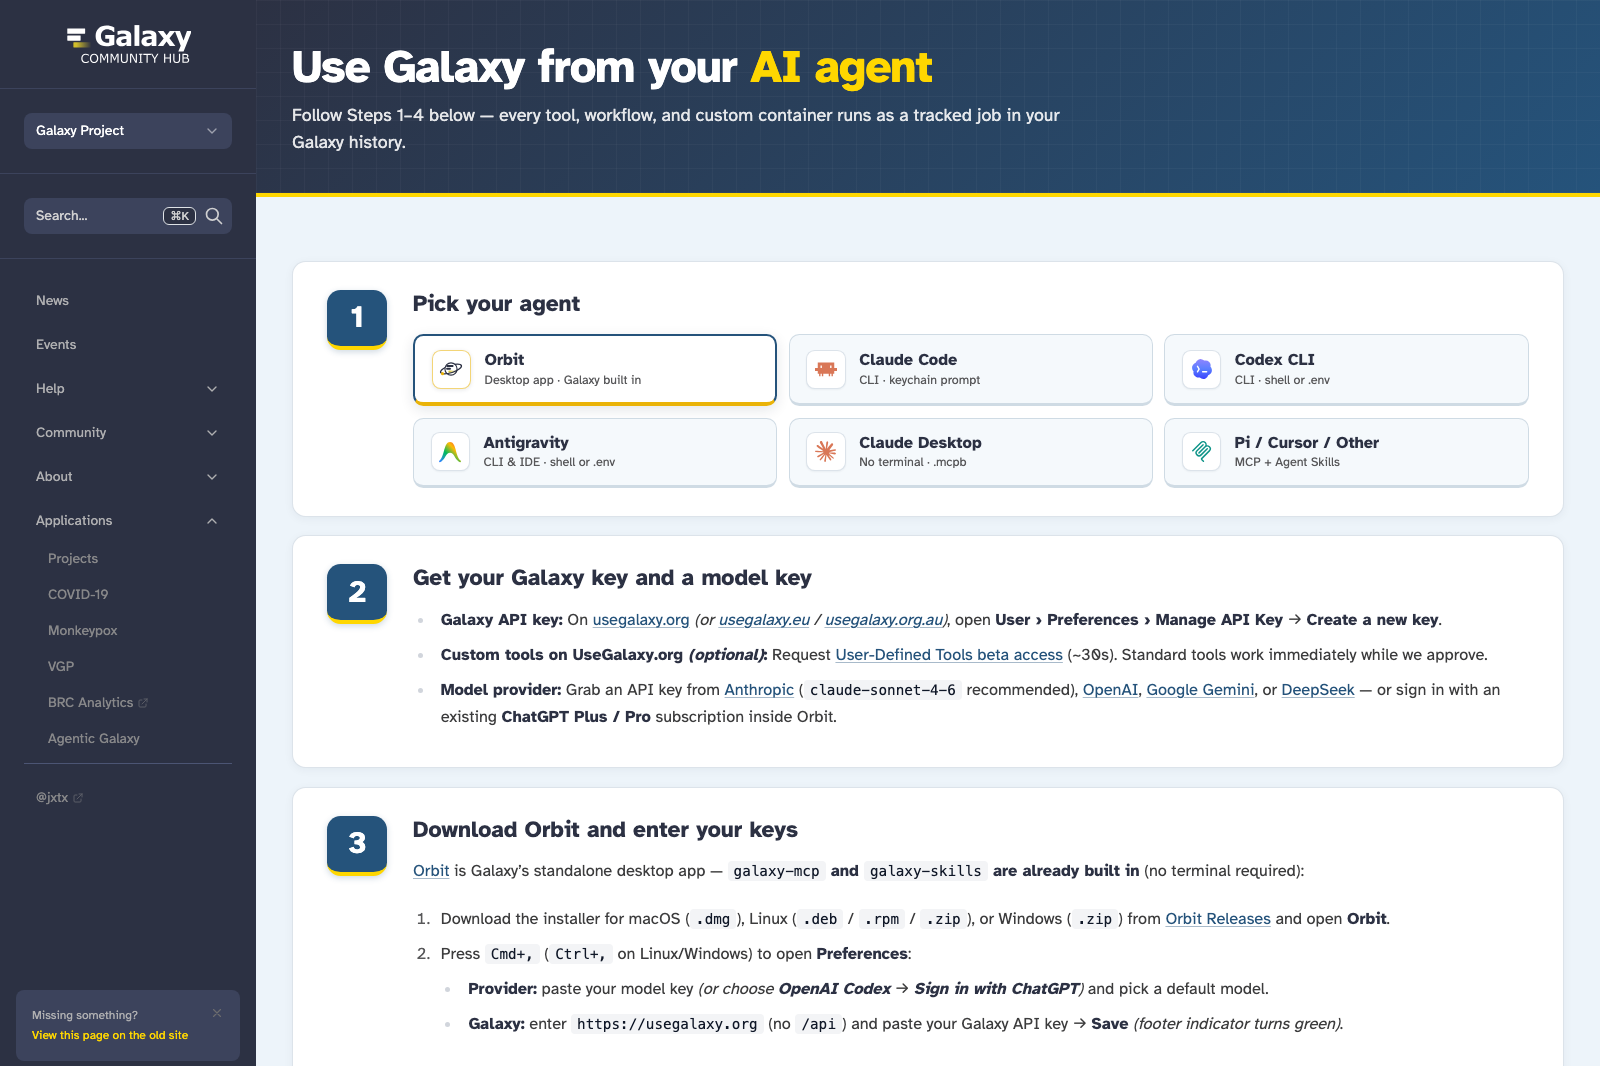 Galaxy
COMMUNITY HUB
Galaxy Project
Search...
⌘K
News
Events
Help
Community
About
Applications
Projects
COVID-19
Monkeypox
VGP
BRC Analytics
Agentic Galaxy
@jxtx
Missing something?
View this page on the old site
Use Galaxy from your AI agent
Follow Steps 1–4 below — every tool, workflow, and custom container runs as a tracked job in your
Galaxy history.
1
Pick your agent
Orbit
Desktop app · Galaxy built in
Claude Code
CLI · keychain prompt
Codex CLI
CLI · shell or .env
Antigravity
CLI & IDE · shell or .env
Claude Desktop
No terminal · .mcpb
Pi / Cursor / Other
MCP + Agent Skills
2
Get your Galaxy key and a model key
Galaxy API key: On usegalaxy.org (or usegalaxy.eu / usegalaxy.org.au), open User › Preferences › Manage API Key → Create a new key.
Custom tools on UseGalaxy.org (optional): Request User-Defined Tools beta access (~30s). Standard tools work immediately while we approve.
Model provider: Grab an API key from Anthropic ( claude-sonnet-4-6 recommended), OpenAI, Google Gemini, or DeepSeek — or sign in with an
existing ChatGPT Plus / Pro subscription inside Orbit.
3
Download Orbit and enter your keys
Orbit is Galaxy's standalone desktop app — galaxy-mcp and galaxy-skills are already built in (no terminal required):
1. Download the installer for macOS ( .dmg ), Linux ( .deb / .rpm / .zip ), or Windows ( .zip ) from Orbit Releases and open Orbit.
2. Press Cmd+, ( Ctrl+, on Linux/Windows) to open Preferences:
Provider: paste your model key (or choose OpenAI Codex → Sign in with ChatGPT) and pick a default model.
Galaxy: enter https://usegalaxy.org (no /api ) and paste your Galaxy API key → Save (footer indicator turns green).